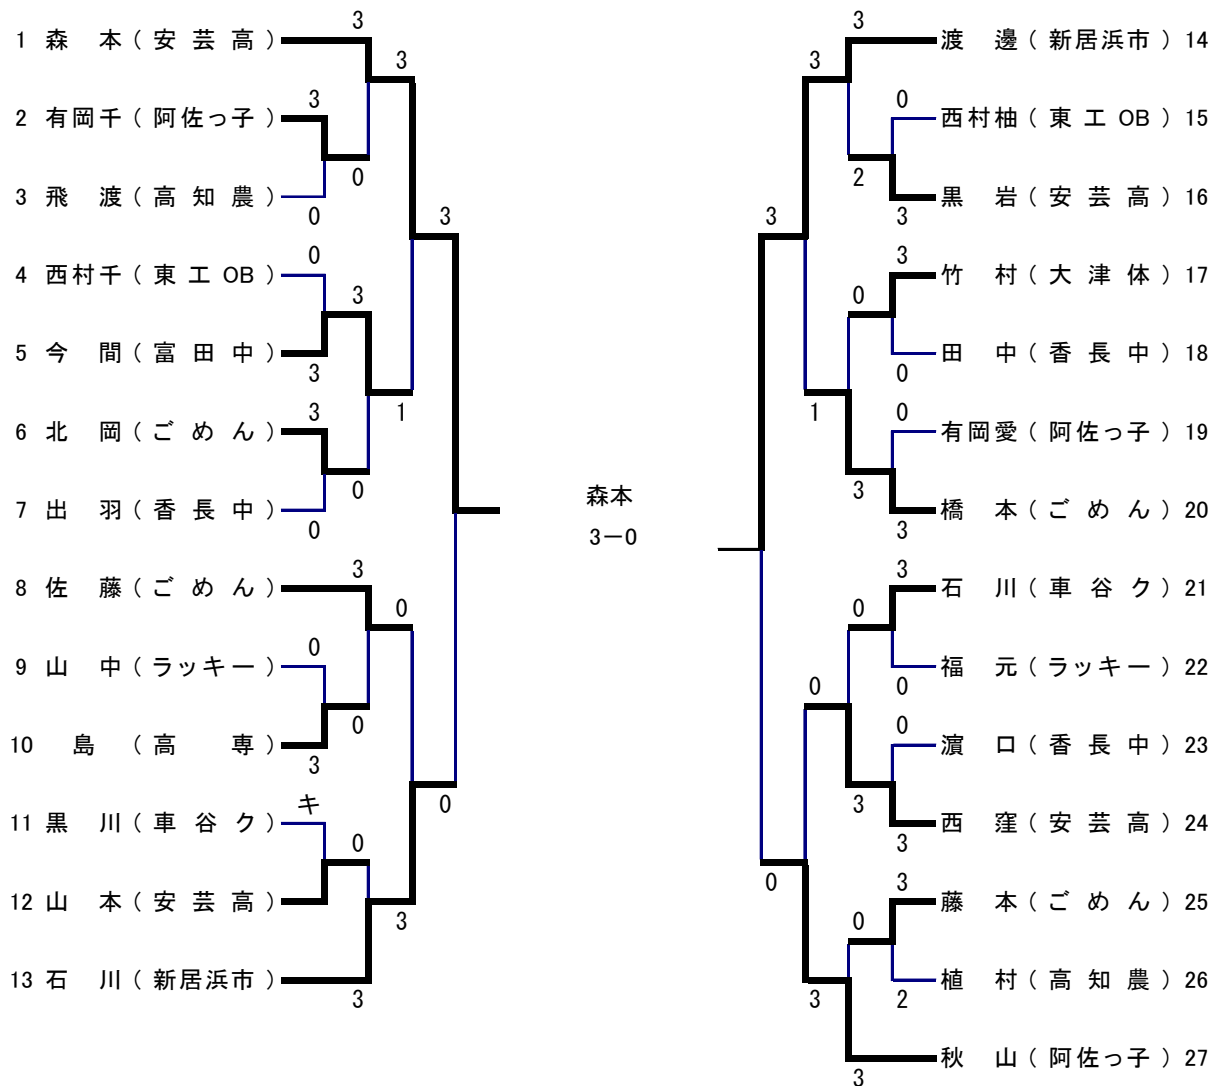 3
3
1 森 本 ( 安 芸 高 )
渡 邊 ( 新居浜市 ) 14
3
3
3
0
2 有岡千 ( 阿佐っ子 )
西村柚 ( 東 工 OB ) 15
0
2
3 飛 渡 ( 高 知 農 )
黒 岩 ( 安 芸 高 ) 16
0
3
3
3
0
3
4 西村千 ( 東 工 OB )
竹 村 ( 大 津 体 ) 17
3
0
5 今 間 ( 富 田 中 )
田 中 ( 香 長 中 ) 18
3
0
3
1
1
0
6 北 岡 ( ご め ん )
有岡愛 ( 阿佐っ子 ) 19
0
3
7 出 羽 ( 香 長 中 )
森本
橋 本 ( ご め ん ) 20
0
3
3－0
3
3
8 佐 藤 ( ご め ん )
石 川 ( 車 谷 ク ) 21
0
0
0
9 山 中 ( ラッキー )
福 元 ( ラッキー ) 22
0
0
0
0
10 島 ( 高 専 )
濵 口 ( 香 長 中 ) 23
3
キ
0
3
11 黒 川 ( 車 谷 ク )
西 窪 ( 安 芸 高 ) 24
0
3
0
3
12 山 本 ( 安 芸 高 )
藤 本 ( ご め ん ) 25
3
0
13 石 川 ( 新居浜市 )
植 村 ( 高 知 農 ) 26
3
3
2
秋 山 ( 阿佐っ子 ) 27
3